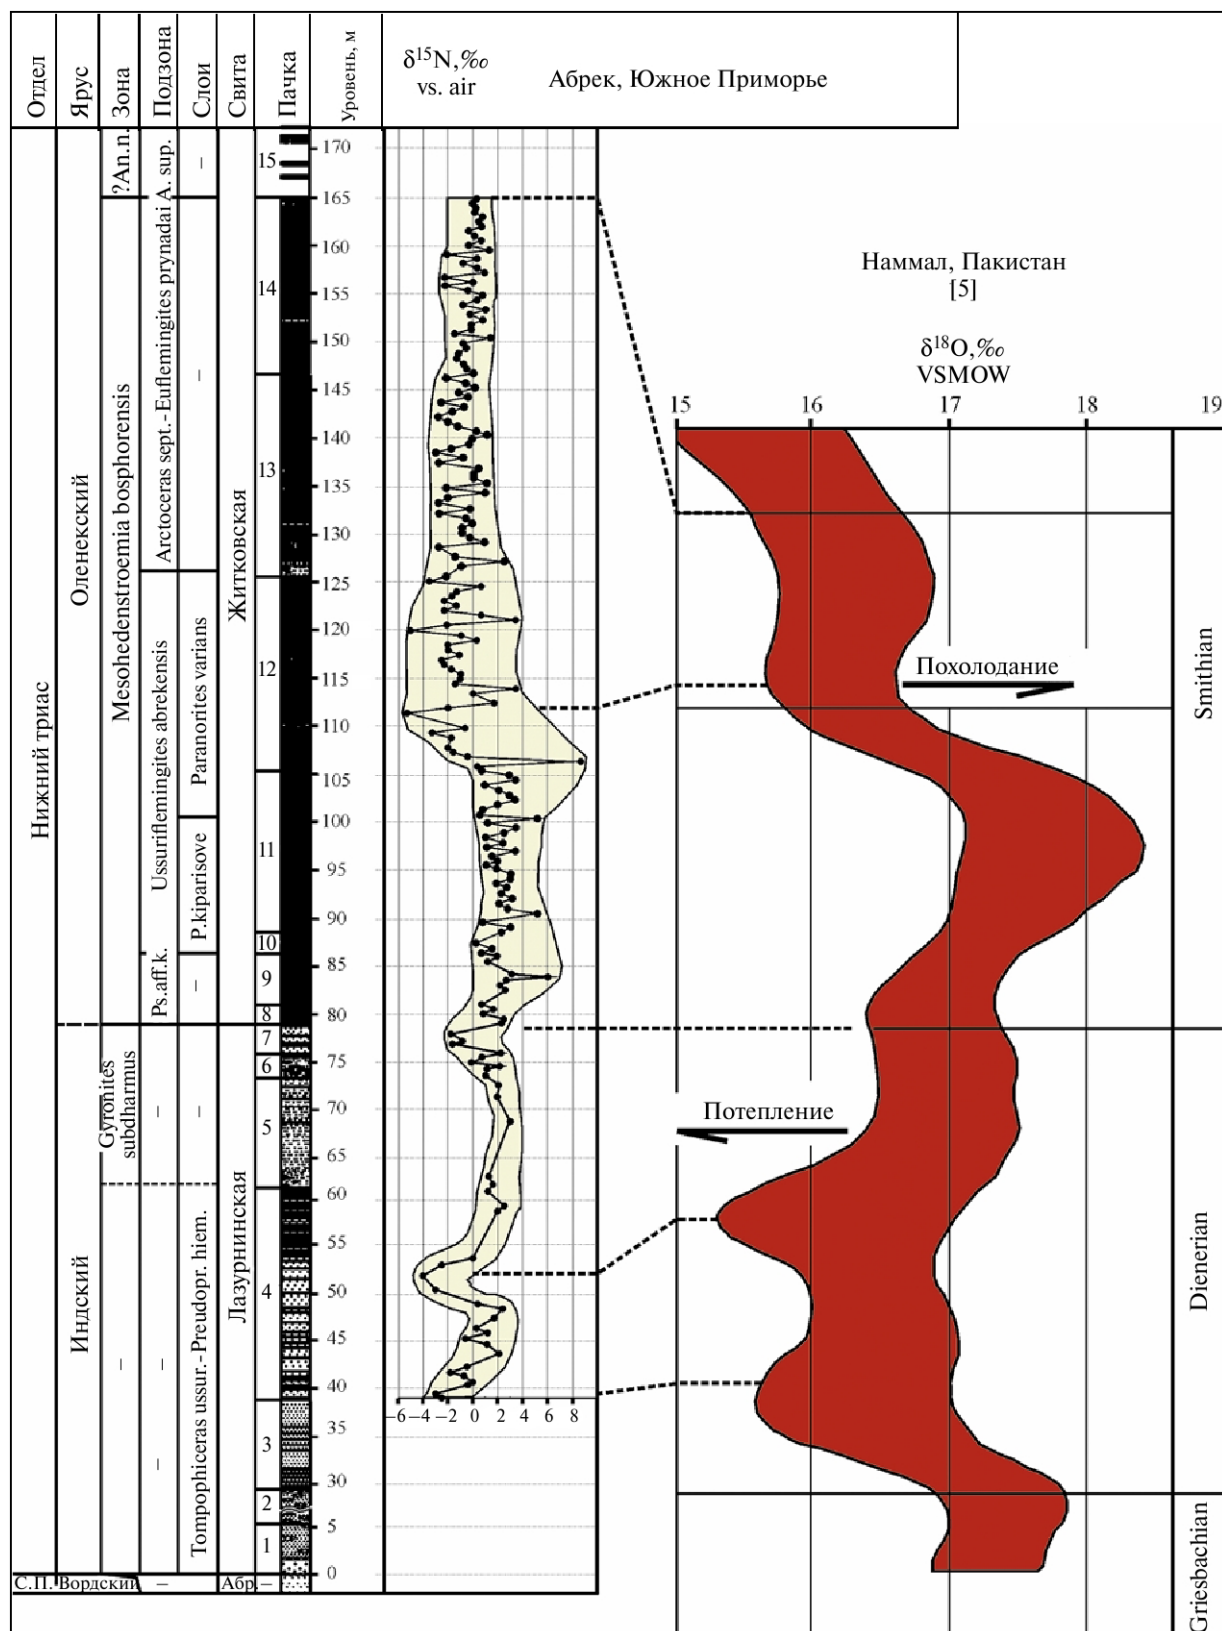 Отдел
Ярус
Зона
Подзона
Слои
Свита
Пачка
Уровень, м
δ¹⁵N,‰
vs. air
Абрек, Южное Приморье
Нижний триас
С.П.
Вордский
–
Абр.–
Оленекский
Индский
?An.n.
Mesohedenstroemia bosphorensis
Gyronites
subdharmus
–
A. sup.
Arctoceras sept.-Euflemingites prynadai
Ussuriflemingites abrekensis
Ps.aff.k.
–
–
–
–
–
Paranorites varians
P.kiparisove
–
–
Tompophiceras ussur.-Preudopr. hiem.
Житковская
Лазурнинская
15
14
13
12
11
10
9
8
7
6
5
4
3
2
1
170
165
160
155
150
145
140
135
130
125
120
115
110
105
100
95
90
85
80
75
70
65
60
55
50
45
40
35
30
5
0
–6 –4 –2 0 2 4 6 8
Наммал, Пакистан
[5]
δ¹⁸O,‰
VSMOW
15 16 17 18 19
Похолодание
Потепление
Smithian
Dienerian
Griesbachian